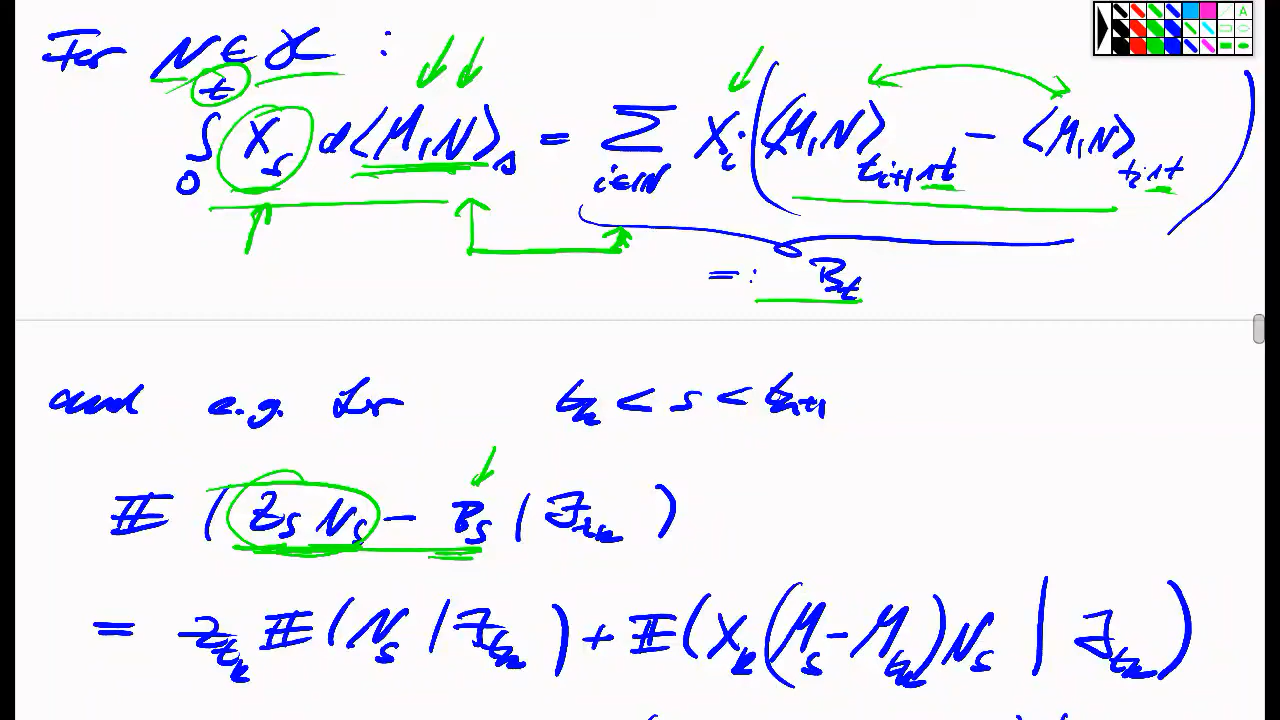 For N ∈ ℋ :
∫₀ᵗ X_s d⟨M,N⟩_s = ∑_{i∈ℕ} X_i · (⟨M,N⟩_{t_{i+1}∧t} − ⟨M,N⟩_{t_i∧t})
=: B_t
and e.g. for t_k < s < t_{k+1}
𝔼 ( Z_s N_s − B_s | ℱ_{t_k} )
= Z_{t_k} 𝔼 ( N_s | ℱ_{t_k} ) + 𝔼 ( X_k ( M_s − M_{t_k} ) N_s | ℱ_{t_k} )